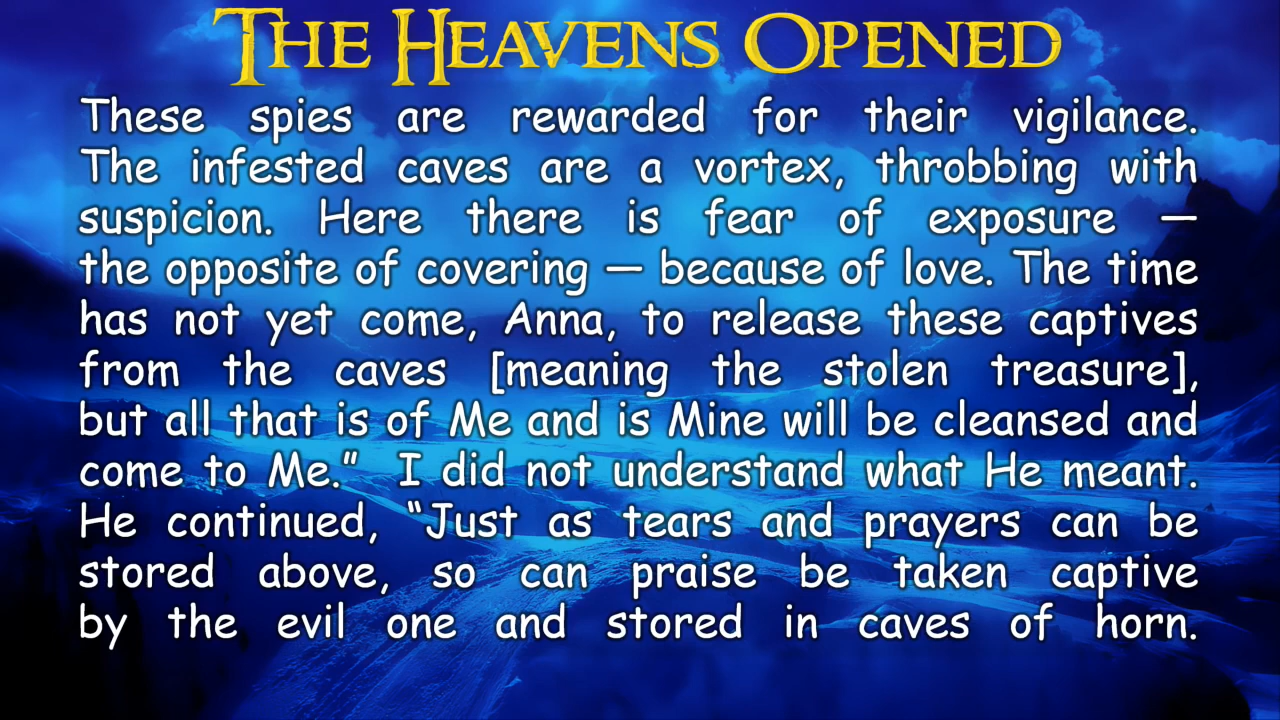 THE HEAVENS OPENED
These spies are rewarded for their vigilance.
The infested caves are a vortex, throbbing with
suspicion. Here there is fear of exposure —
the opposite of covering — because of love. The time
has not yet come, Anna, to release these captives
from the caves [meaning the stolen treasure],
but all that is of Me and is Mine will be cleansed and
come to Me.” I did not understand what He meant.
He continued, “Just as tears and prayers can be
stored above, so can praise be taken captive
by the evil one and stored in caves of horn.